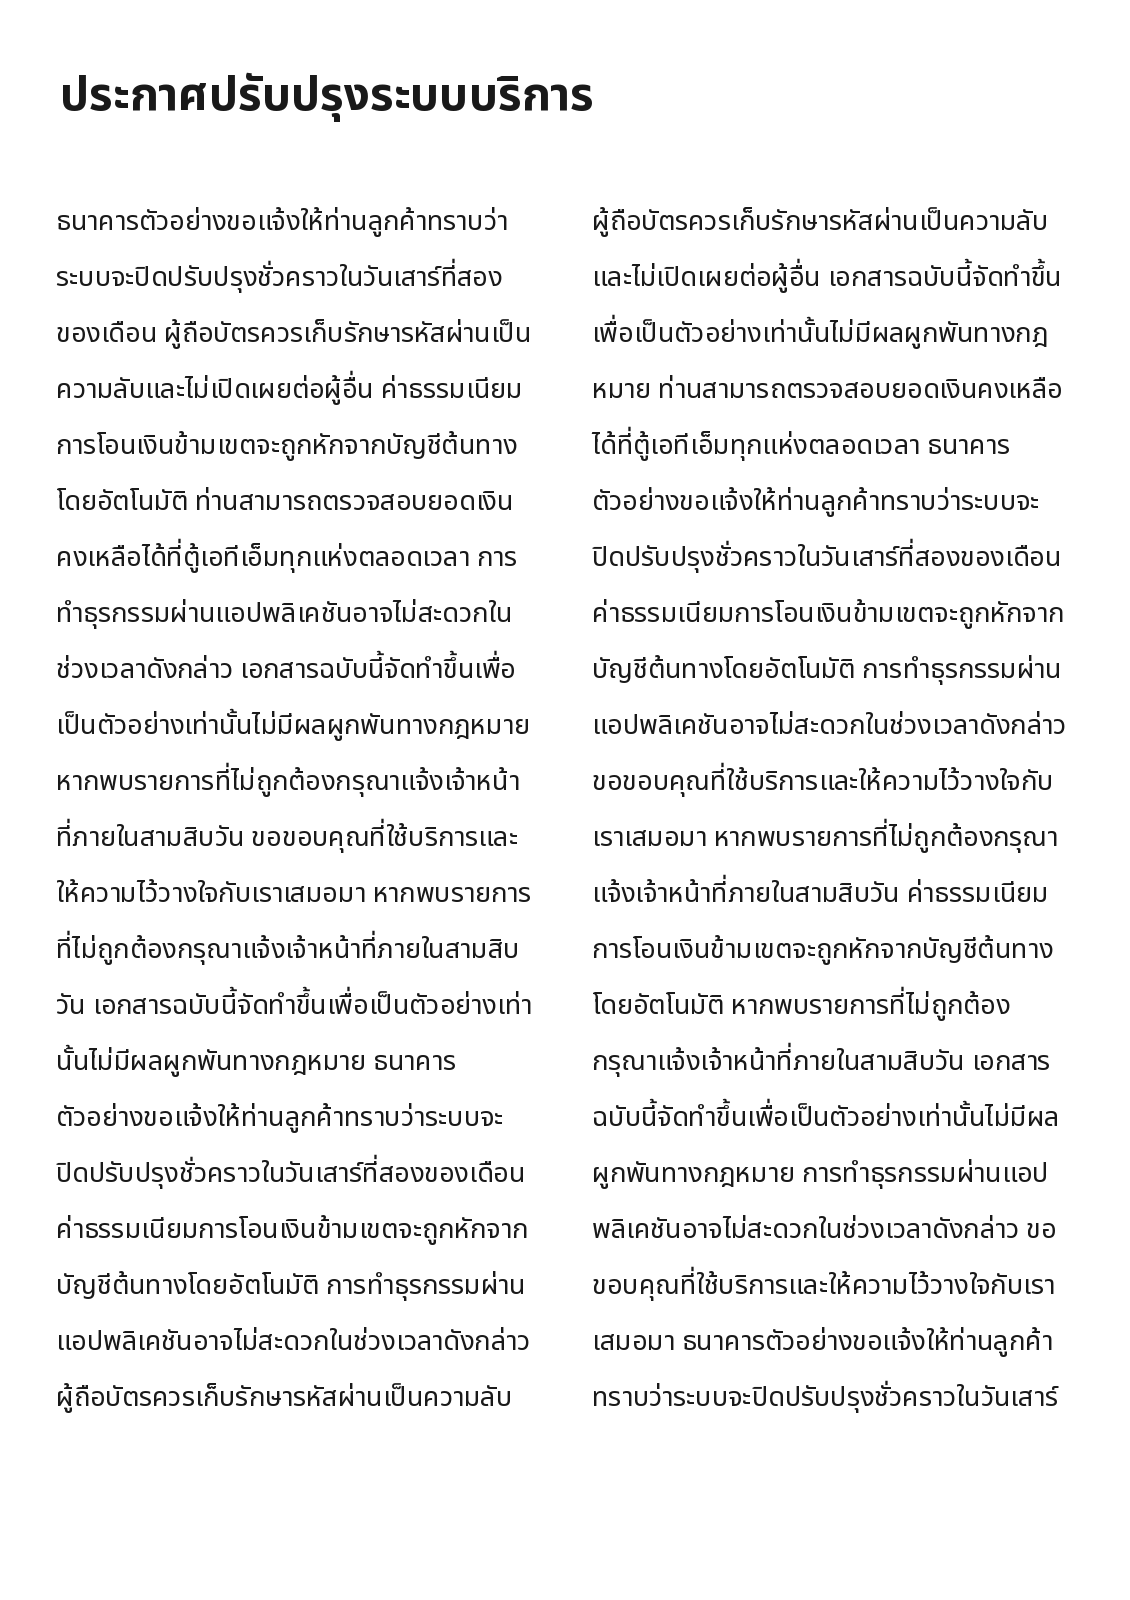 ประกาศปรับปรุงระบบบริการ
ธนาคารตัวอย่างขอแจ้งให้ท่านลูกค้าทราบว่า
ระบบจะปิดปรับปรุงชั่วคราวในวันเสาร์ที่สอง
ของเดือน ผู้ถือบัตรควรเก็บรักษารหัสผ่านเป็น
ความลับและไม่เปิดเผยต่อผู้อื่น ค่าธรรมเนียม
การโอนเงินข้ามเขตจะถูกหักจากบัญชีต้นทาง
โดยอัตโนมัติ ท่านสามารถตรวจสอบยอดเงิน
คงเหลือได้ที่ตู้เอทีเอ็มทุกแห่งตลอดเวลา การ
ทำธุรกรรมผ่านแอปพลิเคชันอาจไม่สะดวกใน
ช่วงเวลาดังกล่าว เอกสารฉบับนี้จัดทำขึ้นเพื่อ
เป็นตัวอย่างเท่านั้นไม่มีผลผูกพันทางกฎหมาย
หากพบรายการที่ไม่ถูกต้องกรุณาแจ้งเจ้าหน้า
ที่ภายในสามสิบวัน ขอขอบคุณที่ใช้บริการและ
ให้ความไว้วางใจกับเราเสมอมา หากพบรายการ
ที่ไม่ถูกต้องกรุณาแจ้งเจ้าหน้าที่ภายในสามสิบ
วัน เอกสารฉบับนี้จัดทำขึ้นเพื่อเป็นตัวอย่างเท่า
นั้นไม่มีผลผูกพันทางกฎหมาย ธนาคาร
ตัวอย่างขอแจ้งให้ท่านลูกค้าทราบว่าระบบจะ
ปิดปรับปรุงชั่วคราวในวันเสาร์ที่สองของเดือน
ค่าธรรมเนียมการโอนเงินข้ามเขตจะถูกหักจาก
บัญชีต้นทางโดยอัตโนมัติ การทำธุรกรรมผ่าน
แอปพลิเคชันอาจไม่สะดวกในช่วงเวลาดังกล่าว
ผู้ถือบัตรควรเก็บรักษารหัสผ่านเป็นความลับ
ผู้ถือบัตรควรเก็บรักษารหัสผ่านเป็นความลับ
และไม่เปิดเผยต่อผู้อื่น เอกสารฉบับนี้จัดทำขึ้น
เพื่อเป็นตัวอย่างเท่านั้นไม่มีผลผูกพันทางกฎ
หมาย ท่านสามารถตรวจสอบยอดเงินคงเหลือ
ได้ที่ตู้เอทีเอ็มทุกแห่งตลอดเวลา ธนาคาร
ตัวอย่างขอแจ้งให้ท่านลูกค้าทราบว่าระบบจะ
ปิดปรับปรุงชั่วคราวในวันเสาร์ที่สองของเดือน
ค่าธรรมเนียมการโอนเงินข้ามเขตจะถูกหักจาก
บัญชีต้นทางโดยอัตโนมัติ การทำธุรกรรมผ่าน
แอปพลิเคชันอาจไม่สะดวกในช่วงเวลาดังกล่าว
ขอขอบคุณที่ใช้บริการและให้ความไว้วางใจกับ
เราเสมอมา หากพบรายการที่ไม่ถูกต้องกรุณา
แจ้งเจ้าหน้าที่ภายในสามสิบวัน ค่าธรรมเนียม
การโอนเงินข้ามเขตจะถูกหักจากบัญชีต้นทาง
โดยอัตโนมัติ หากพบรายการที่ไม่ถูกต้อง
กรุณาแจ้งเจ้าหน้าที่ภายในสามสิบวัน เอกสาร
ฉบับนี้จัดทำขึ้นเพื่อเป็นตัวอย่างเท่านั้นไม่มีผล
ผูกพันทางกฎหมาย การทำธุรกรรมผ่านแอป
พลิเคชันอาจไม่สะดวกในช่วงเวลาดังกล่าว ขอ
ขอบคุณที่ใช้บริการและให้ความไว้วางใจกับเรา
เสมอมา ธนาคารตัวอย่างขอแจ้งให้ท่านลูกค้า
ทราบว่าระบบจะปิดปรับปรุงชั่วคราวในวันเสาร์